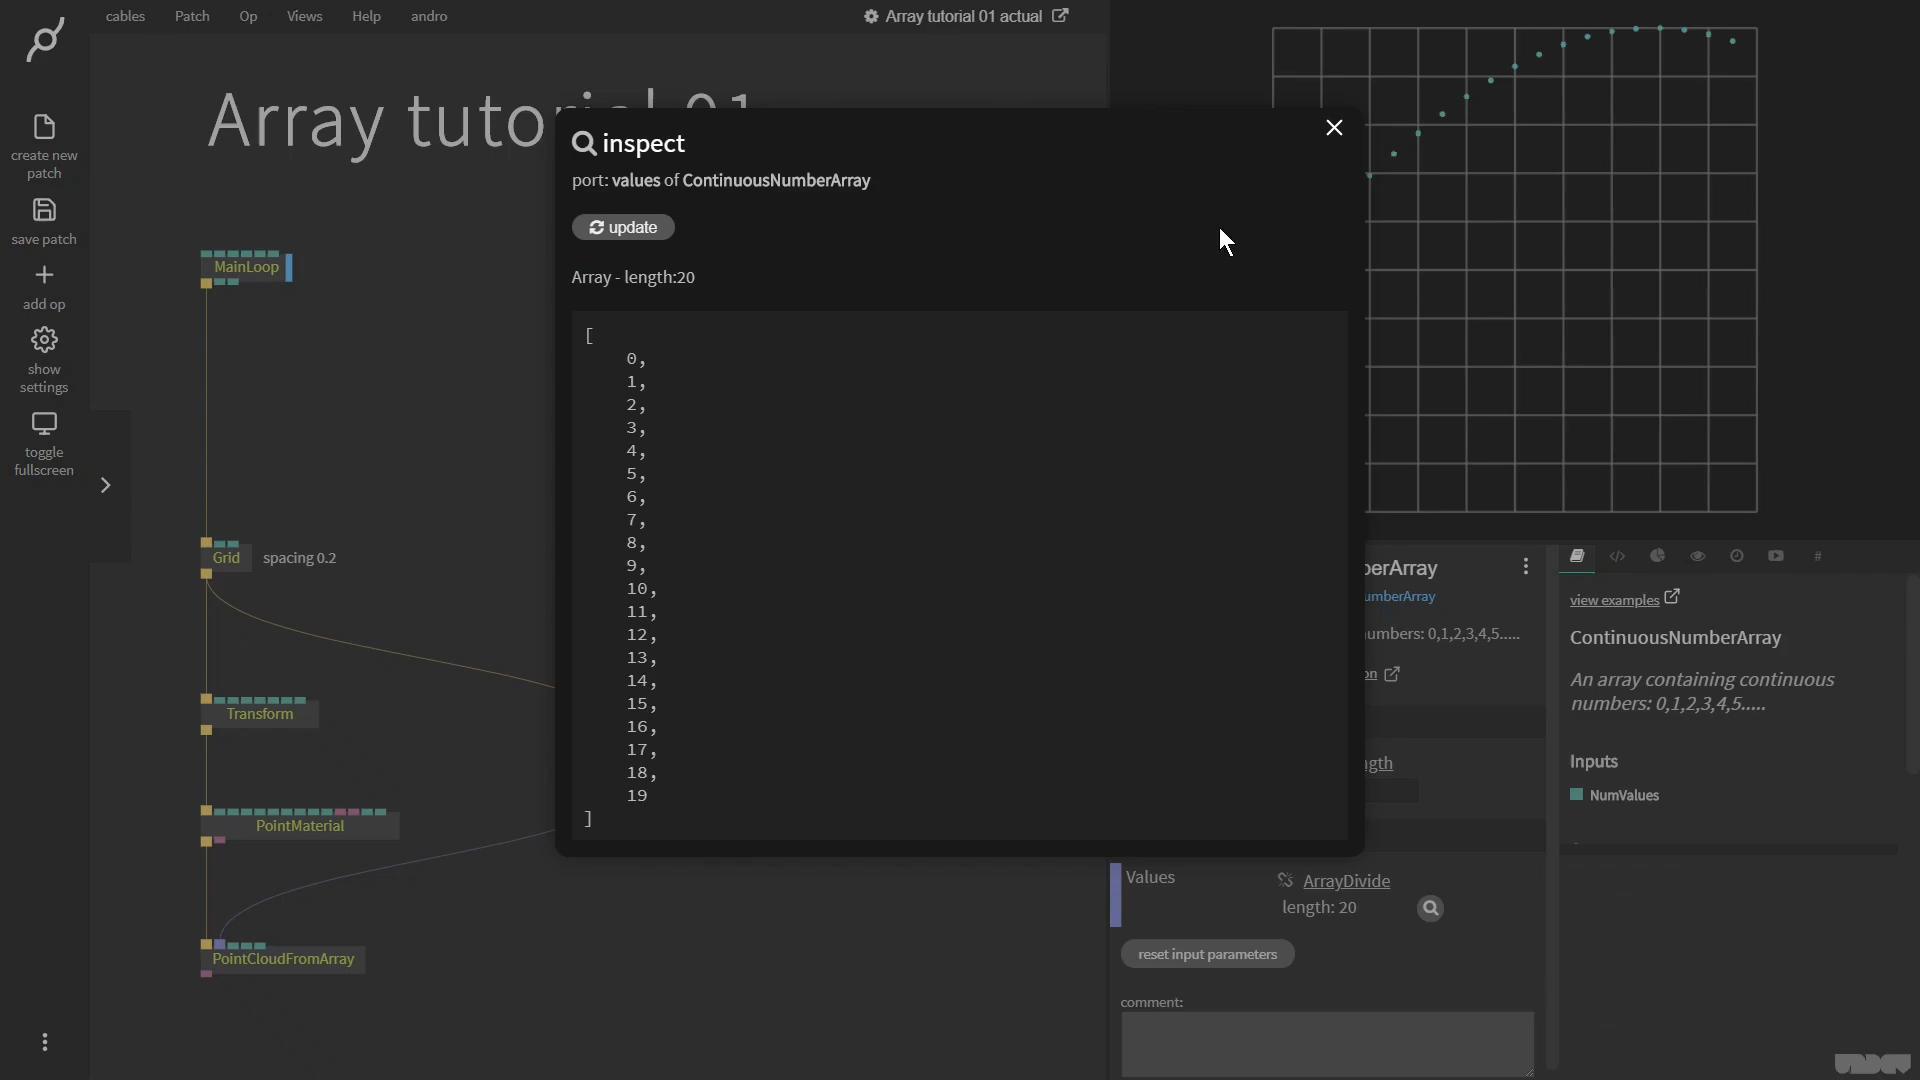 cables Patch Op Views Help andro
Array tutorial 01 actual
Array tutorial 01
create new
patch
save patch
add op
show
settings
toggle
fullscreen
inspect
port: values of ContinuousNumberArray
update
Array - length:20
[
0,
1,
2,
3,
4,
5,
6,
7,
8,
9,
10,
11,
12,
13,
14,
15,
16,
17,
18,
19
]
MainLoop
Grid spacing 0.2
Transform
PointMaterial
PointCloudFromArray
berArray
umberArray
umbers: 0,1,2,3,4,5.....
on
gth
Values
ArrayDivide
length: 20
reset input parameters
comment:
</> #
view examples
ContinuousNumberArray
An array containing continuous
numbers: 0,1,2,3,4,5.....
Inputs
NumValues